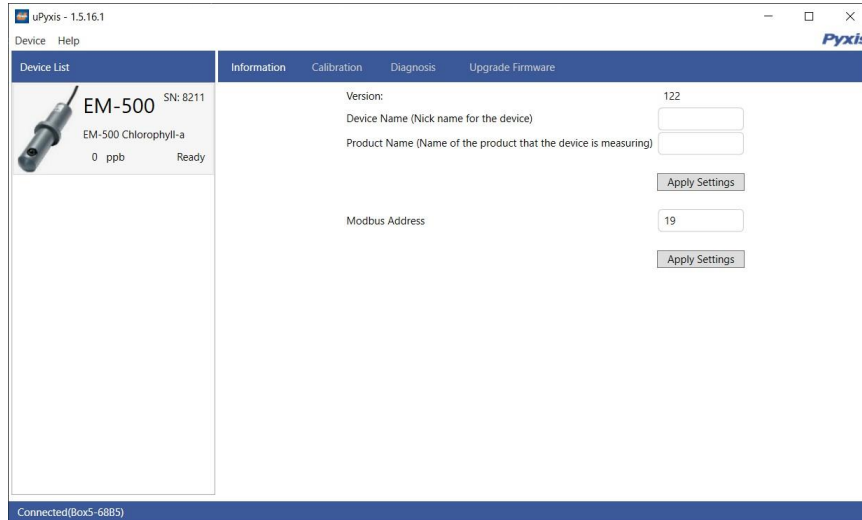 uPyxis - 1.5.16.1
Device Help
Pyxis
Device List
Information Calibration Diagnosis Upgrade Firmware
EM-500 SN: 8211
EM-500 Chlorophyll-a
0 ppb Ready
Version: 122
Device Name (Nick name for the device)
Product Name (Name of the product that the device is measuring)
Apply Settings
Modbus Address 19
Apply Settings
Connected(Box5-68B5)